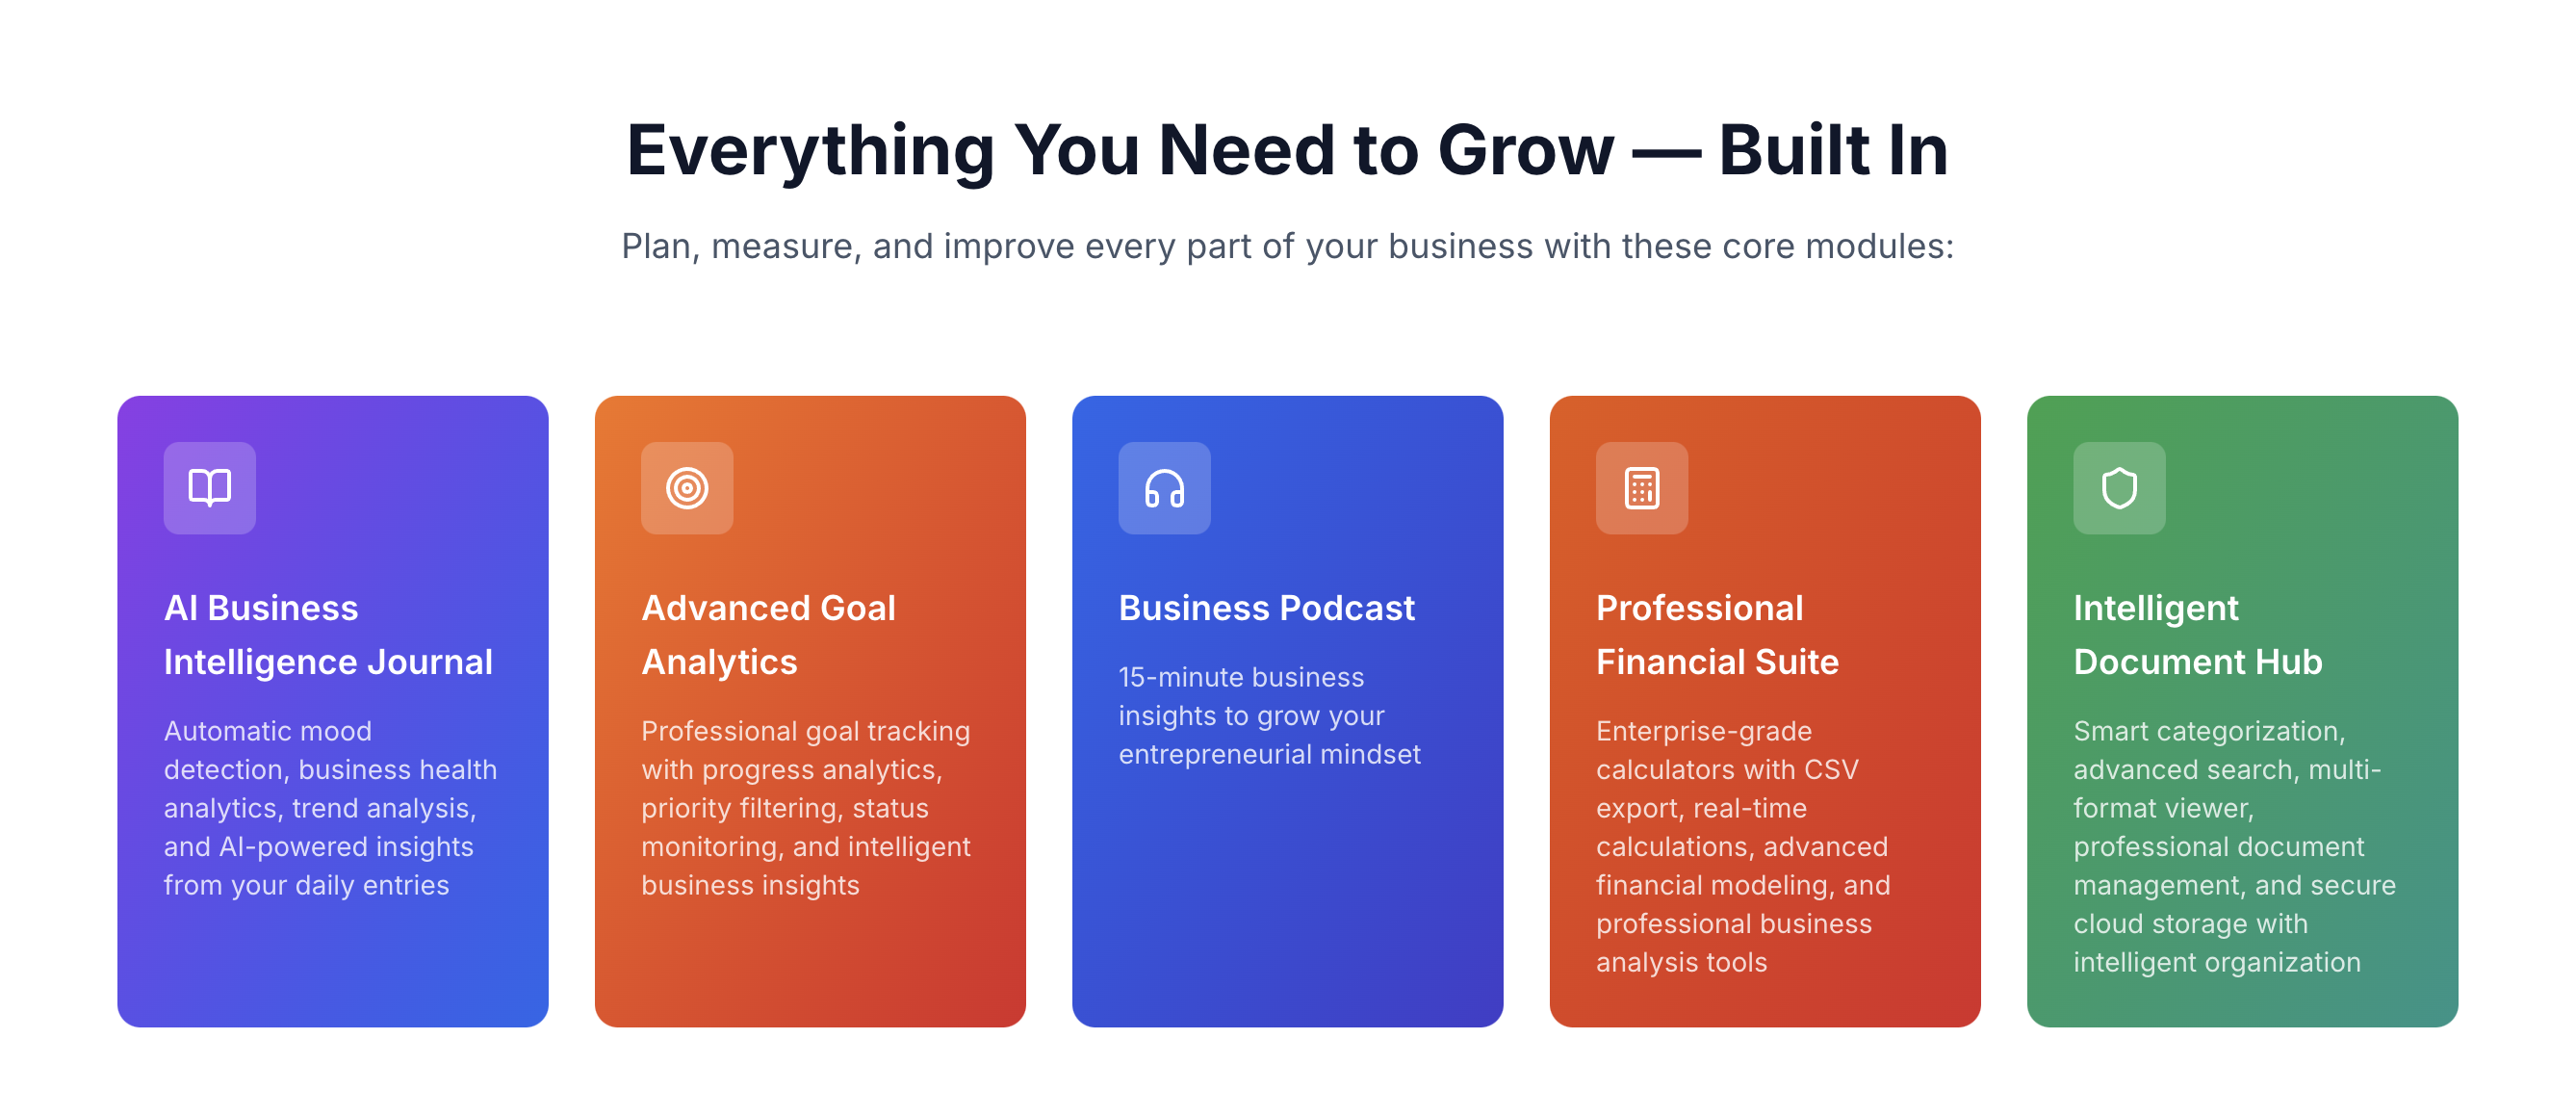 Everything You Need to Grow — Built In
Plan, measure, and improve every part of your business with these core modules:
AI Business
Intelligence Journal
Automatic mood
detection, business health
analytics, trend analysis,
and AI-powered insights
from your daily entries
Advanced Goal
Analytics
Professional goal tracking
with progress analytics,
priority filtering, status
monitoring, and intelligent
business insights
Business Podcast
15-minute business
insights to grow your
entrepreneurial mindset
Professional
Financial Suite
Enterprise-grade
calculators with CSV
export, real-time
calculations, advanced
financial modeling, and
professional business
analysis tools
Intelligent
Document Hub
Smart categorization,
advanced search, multi-
format viewer,
professional document
management, and secure
cloud storage with
intelligent organization